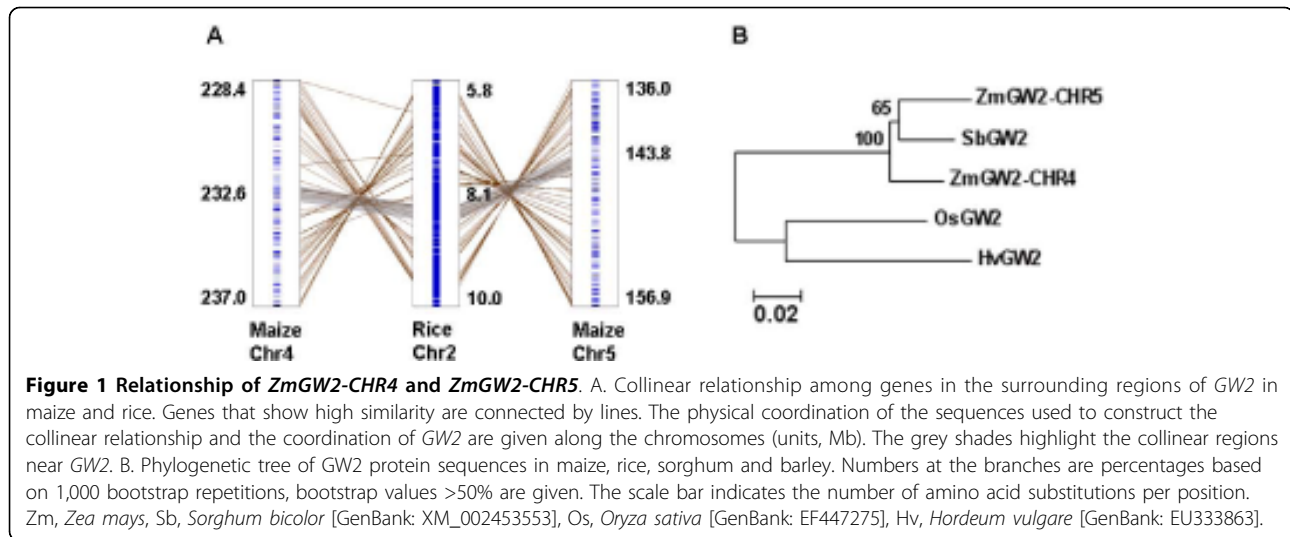 A
B
228.4
232.6
237.0
5.8
8.1
10.0
136.0
143.8
156.9
Maize
Chr4
Rice
Chr2
Maize
Chr5
65
100
ZmGW2-CHR5
SbGW2
ZmGW2-CHR4
OsGW2
HvGW2
0.02
Figure 1 Relationship of ZmGW2-CHR4 and ZmGW2-CHR5. A. Collinear relationship among genes in the surrounding regions of GW2 in
maize and rice. Genes that show high similarity are connected by lines. The physical coordination of the sequences used to construct the
collinear relationship and the coordination of GW2 are given along the chromosomes (units, Mb). The grey shades highlight the collinear regions
near GW2. B. Phylogenetic tree of GW2 protein sequences in maize, rice, sorghum and barley. Numbers at the branches are percentages based
on 1,000 bootstrap repetitions, bootstrap values >50% are given. The scale bar indicates the number of amino acid substitutions per position.
Zm, Zea mays, Sb, Sorghum bicolor [GenBank: XM_002453553], Os, Oryza sativa [GenBank: EF447275], Hv, Hordeum vulgare [GenBank: EU333863].